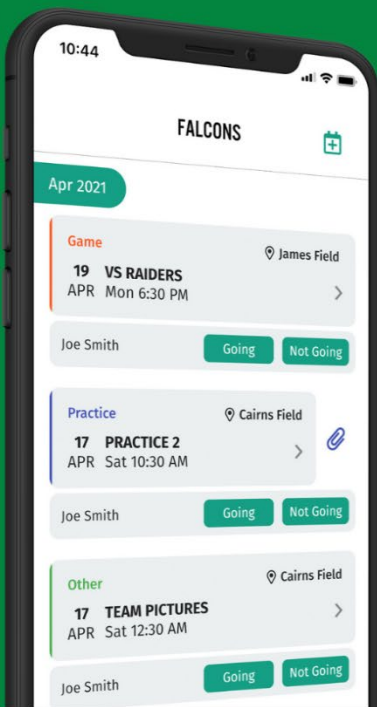 10:44
FALCONS
Apr 2021
Game
James Field
19 VS RAIDERS
APR Mon 6:30 PM
Joe Smith
Going
Not Going
Practice
Cairns Field
17 PRACTICE 2
APR Sat 10:30 AM
Joe Smith
Going
Not Going
Other
Cairns Field
17 TEAM PICTURES
APR Sat 12:30 AM
Joe Smith
Going
Not Going